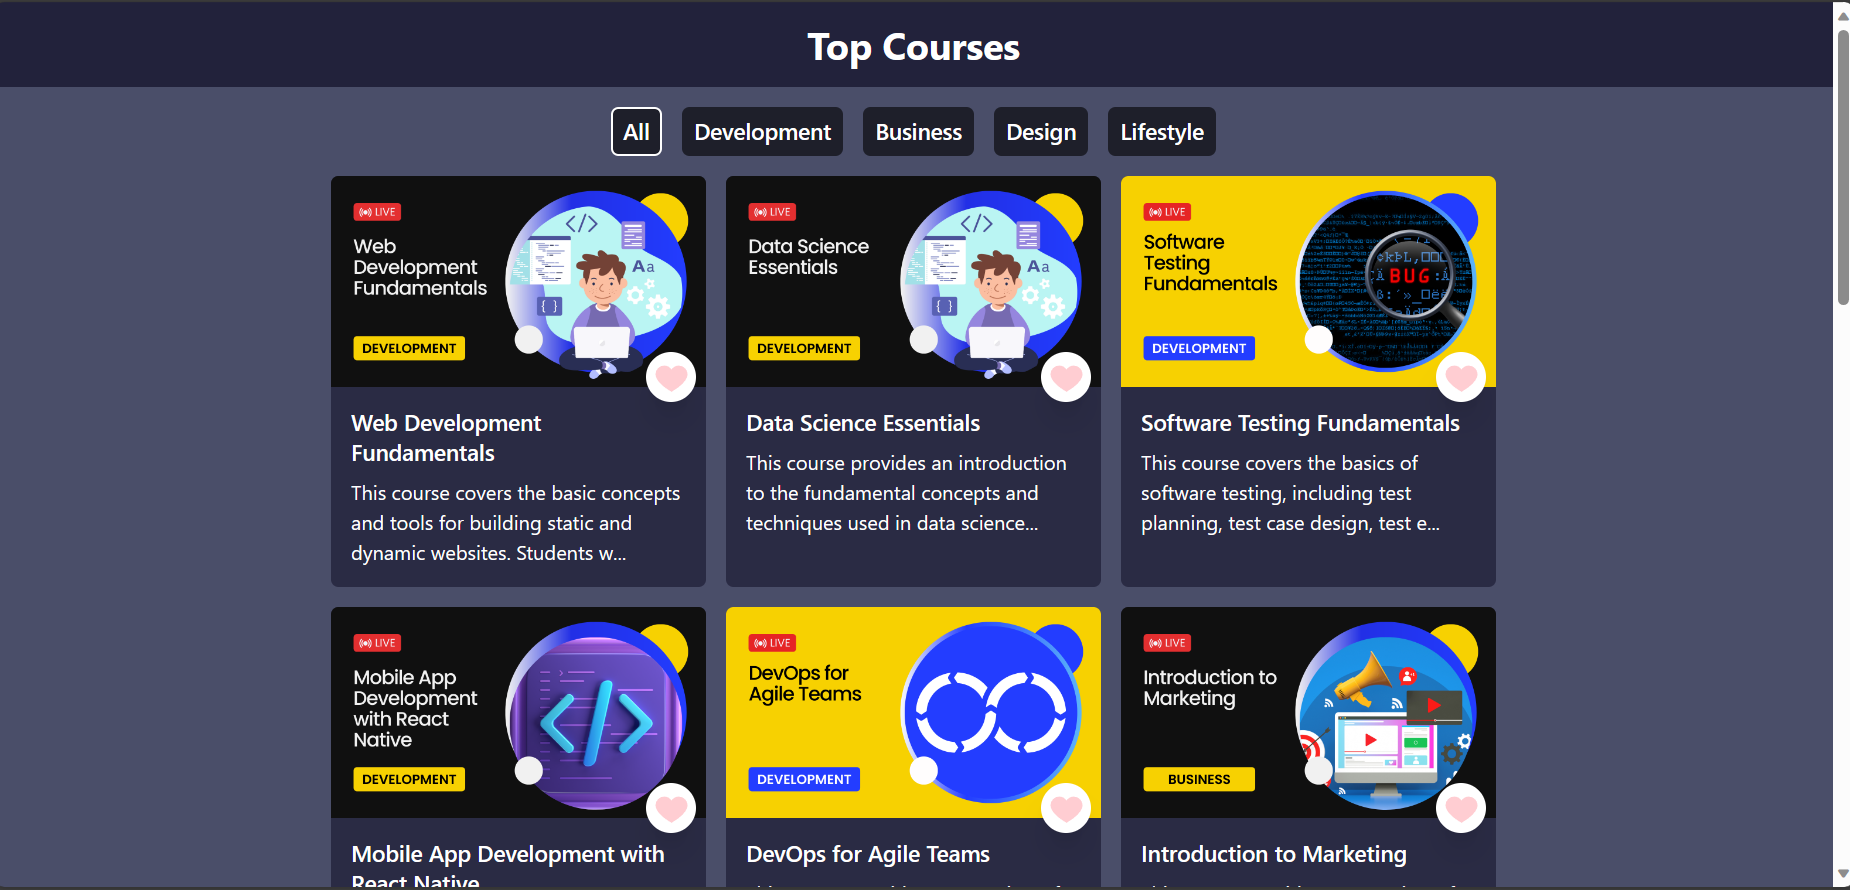 Top Courses
All
Development
Business
Design
Lifestyle
LIVE
Web
Development
Fundamentals
Aa
DEVELOPMENT
Web Development
Fundamentals
This course covers the basic concepts
and tools for building static and
dynamic websites. Students w...
LIVE
Data Science
Essentials
Aa
DEVELOPMENT
Data Science Essentials
This course provides an introduction
to the fundamental concepts and
techniques used in data science...
LIVE
Software
Testing
Fundamentals
BUG
DEVELOPMENT
Software Testing Fundamentals
This course covers the basics of
software testing, including test
planning, test case design, test e...
LIVE
Mobile App
Development
with React
Native
DEVELOPMENT
Mobile App Development with
React Native
LIVE
DevOps for
Agile Teams
DEVELOPMENT
DevOps for Agile Teams
LIVE
Introduction to
Marketing
BUSINESS
Introduction to Marketing